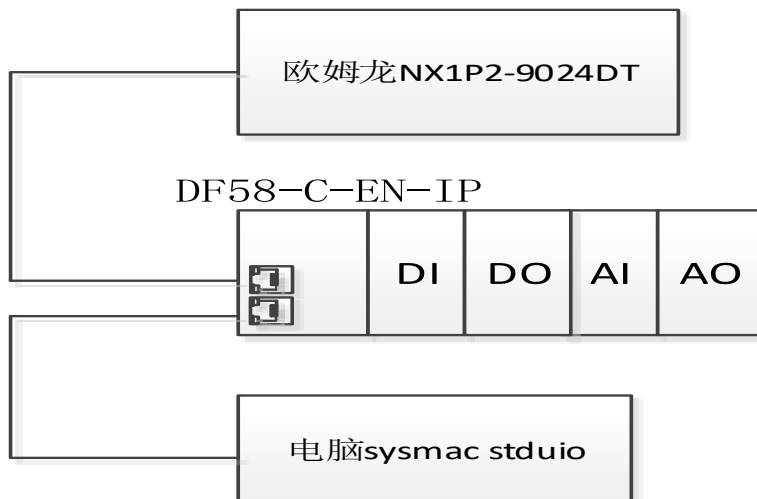 欧姆龙NX1P2-9024DT
DF58-C-EN-IP
DI DO AI AO
电脑sysmac stduio